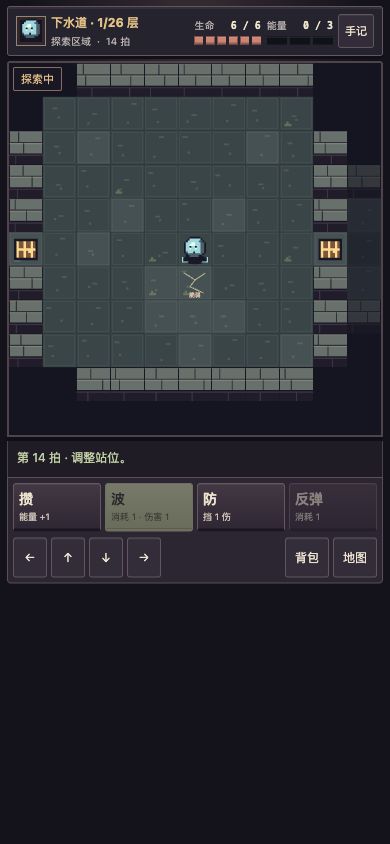 下水道 · 1/26 层
探索区域 · 14 拍
生命 6 / 6 能量 0 / 3
手记
探索中
第 14 拍 · 调整站位。
攒
能量 +1
波
消耗 1 · 伤害 1
防
挡 1 伤
反弹
消耗 1
← ↑ ↓ →
背包 地图